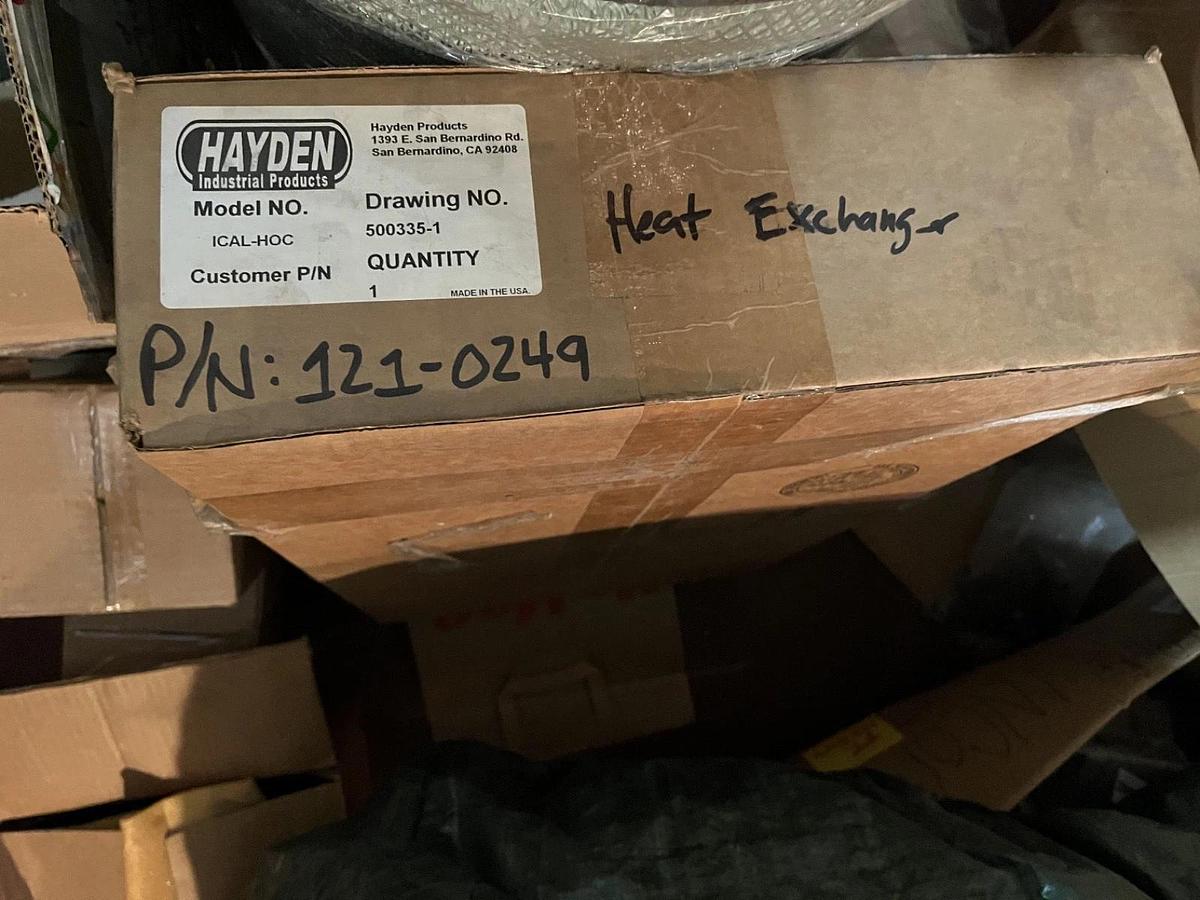 HAYDEN
Industrial Products
Hayden Products
1393 E. San Bernardino Rd.
San Bernardino, CA 92408
Model NO.
Drawing NO.
ICAL-HOC
500335-1
Customer P/N
QUANTITY
1
MADE IN THE USA.
Heat Exchanger
P/N: 121-0249